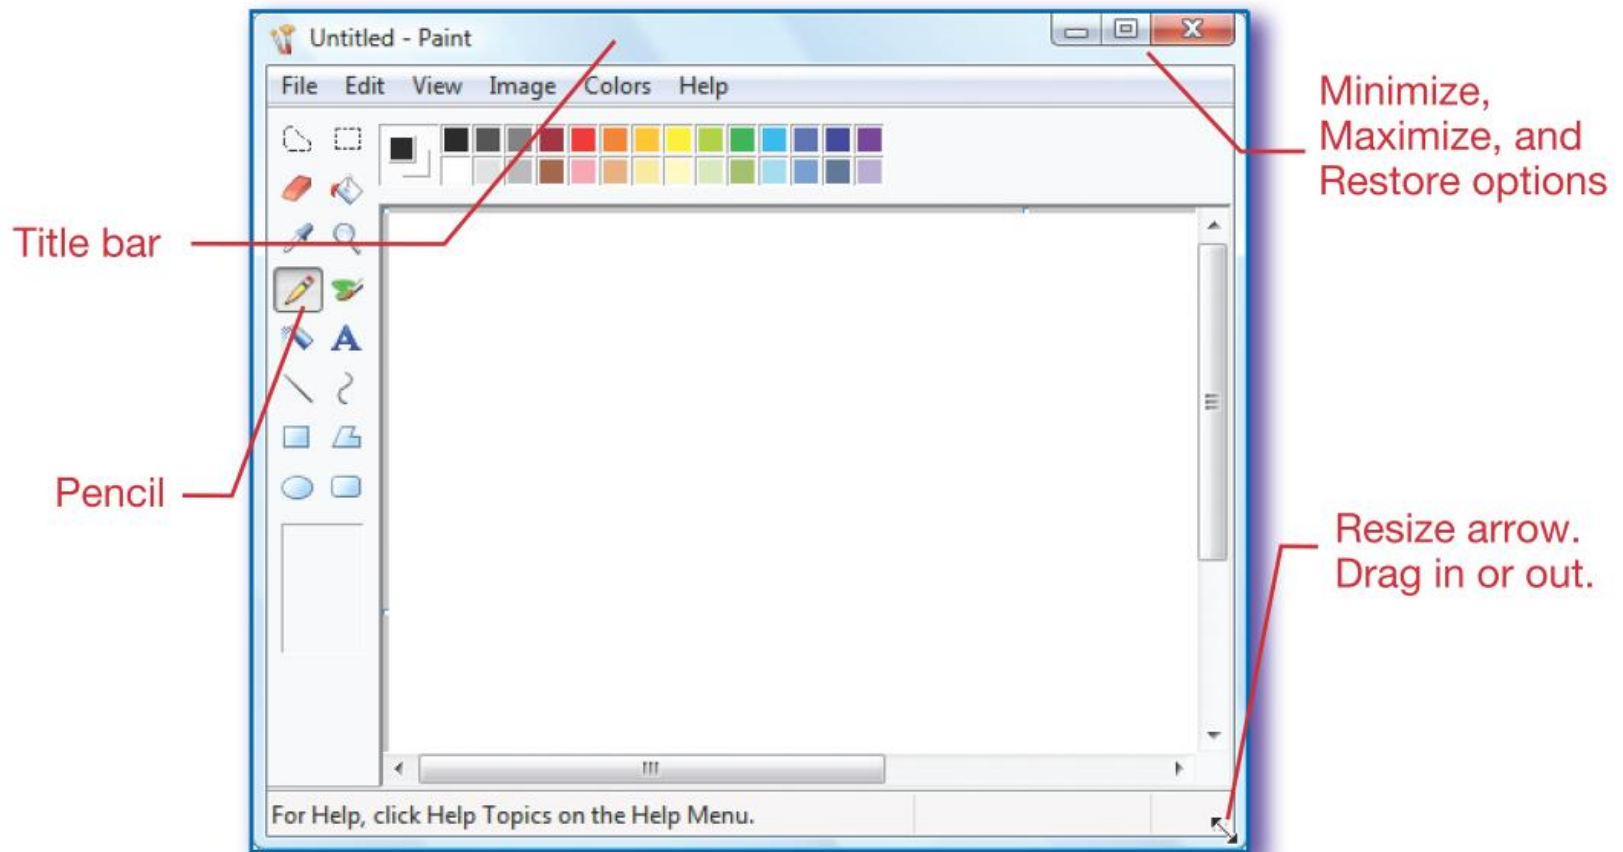 Untitled - Paint
File Edit View Image Colors Help
Minimize,
Maximize, and
Restore options
Title bar
A
Pencil
Resize arrow.
Drag in or out.
For Help, click Help Topics on the Help Menu.